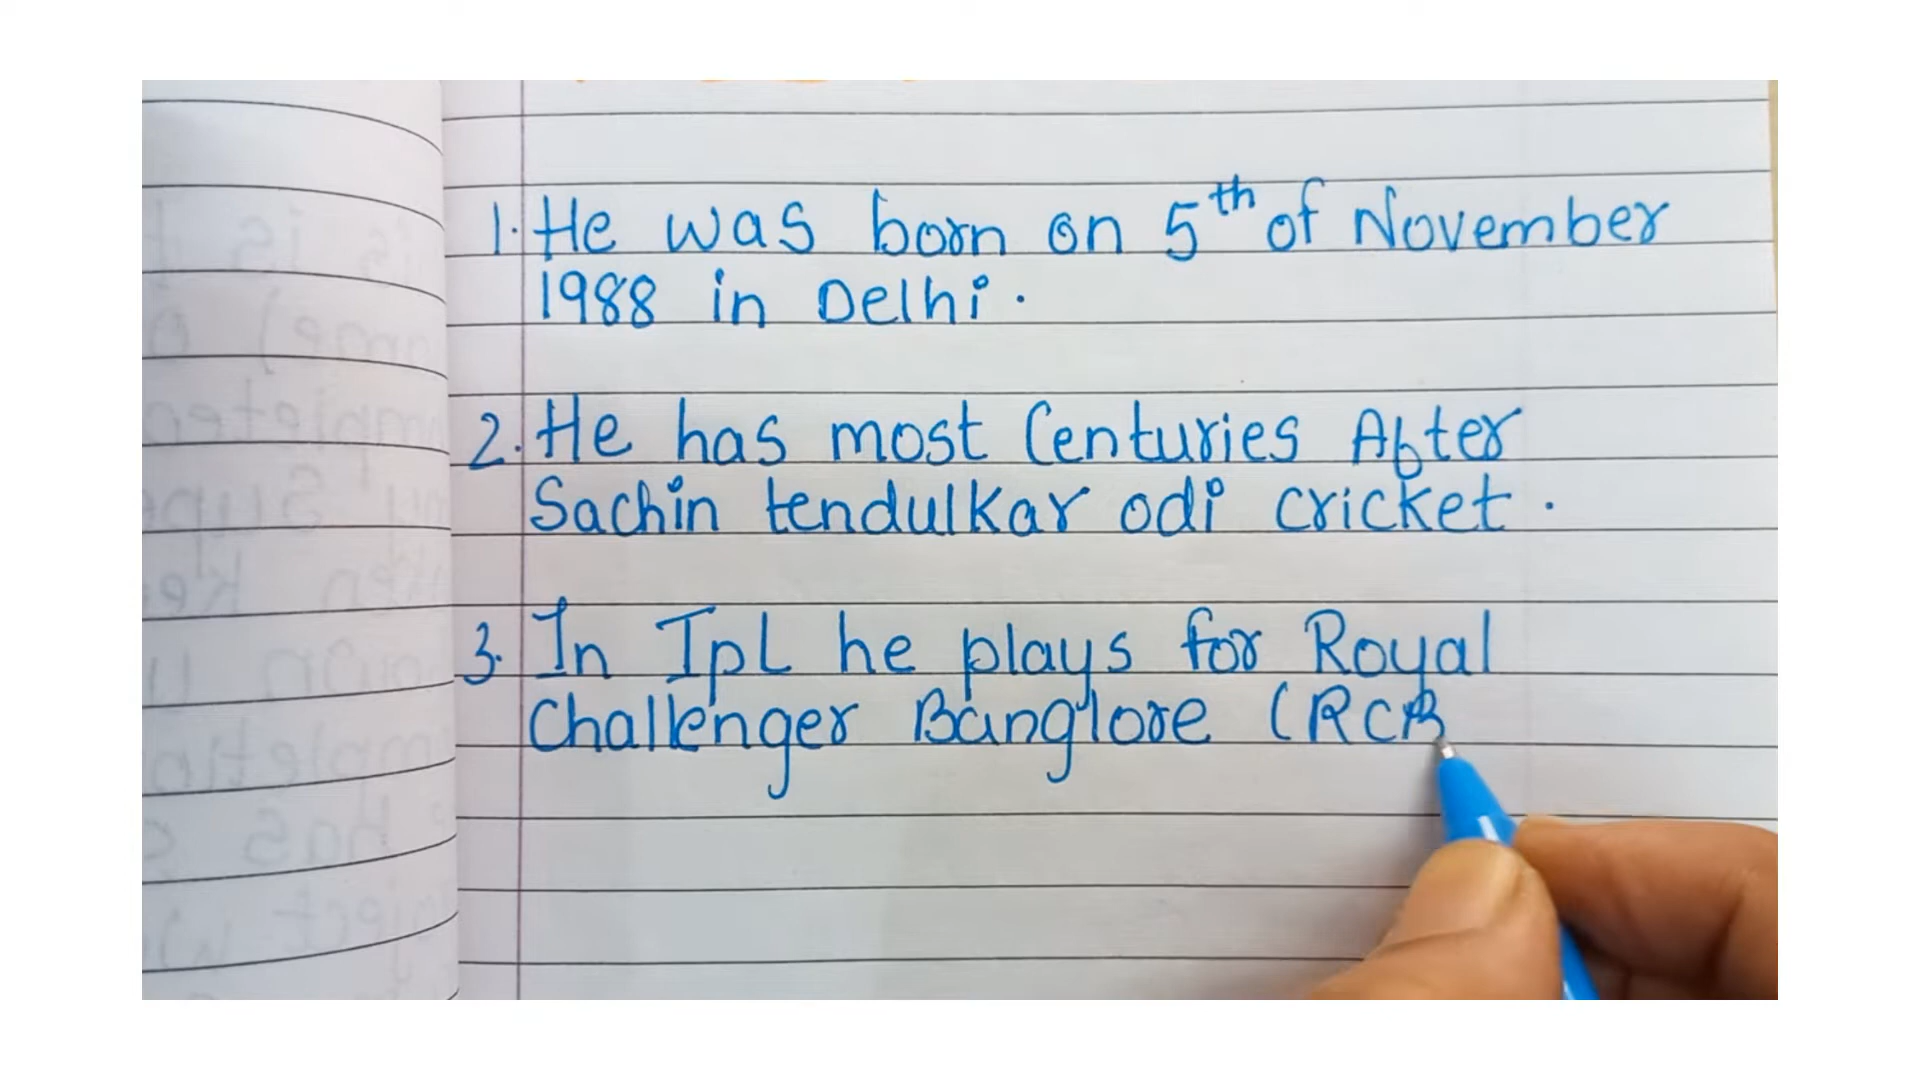 1. He was born on 5th of November
1988 in Delhi.
2. He has most Centuries After
Sachin tendulkar odi cricket.
3. In IpL he plays for Royal
Challenger Banglore (RCB